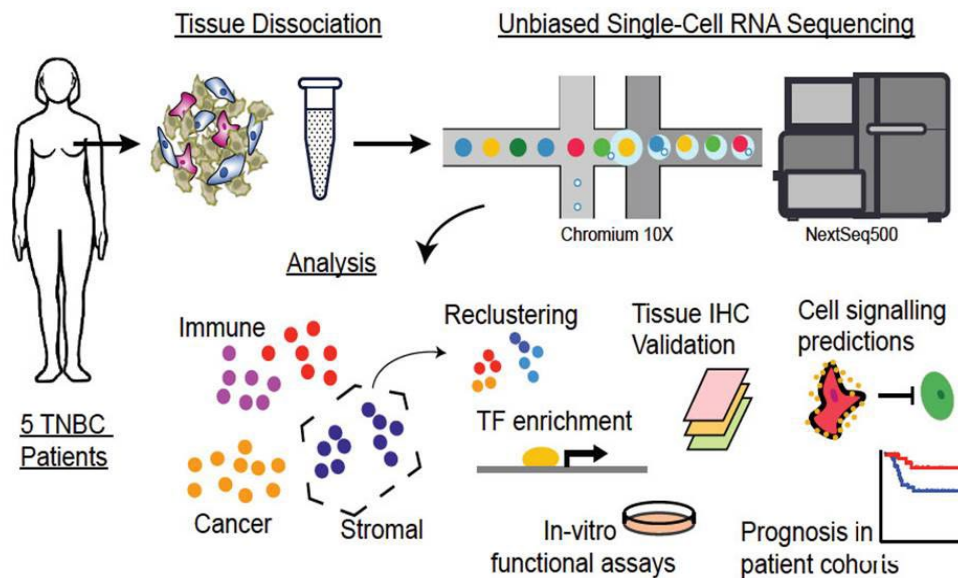 Tissue Dissociation
Unbiased Single-Cell RNA Sequencing
Chromium 10X
NextSeq500
5 TNBC
Patients
Analysis
Immune
Cancer
Stromal
Reclustering
TF enrichment
Tissue IHC
Validation
Cell signalling
predictions
In-vitro
functional assays
Prognosis in
patient cohorts